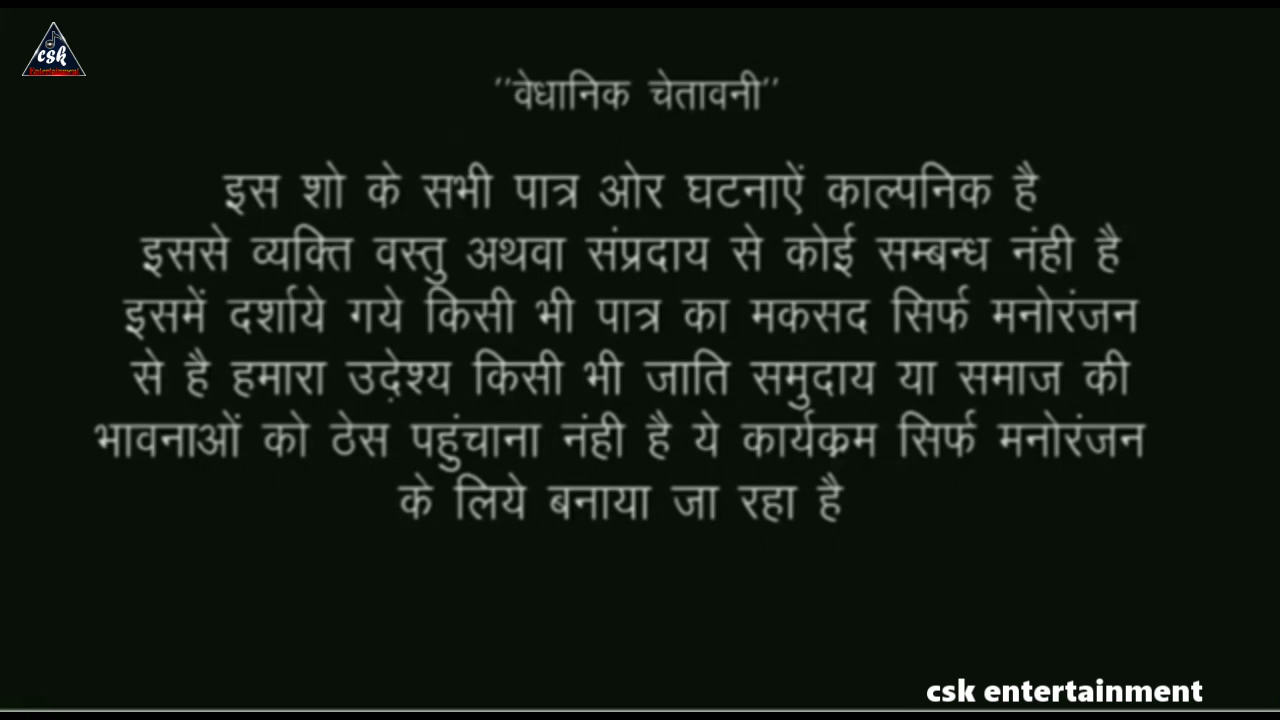 csk
Entertainment
''वेधानिक चेतावनी''
इस शो के सभी पात्र ओर घटनाऐं काल्पनिक है
इससे व्यक्ति वस्तु अथवा संप्रदाय से कोई सम्बन्ध नंही है
इसमें दर्शाये गये किसी भी पात्र का मकसद सिर्फ मनोरंजन
से है हमारा उदे़श्य किसी भी जाति समुदाय या समाज की
भावनाओं को ठेस पहुंचाना नंही है ये कार्यक्रम सिर्फ मनोरंजन
के लिये बनाया जा रहा है
csk entertainment